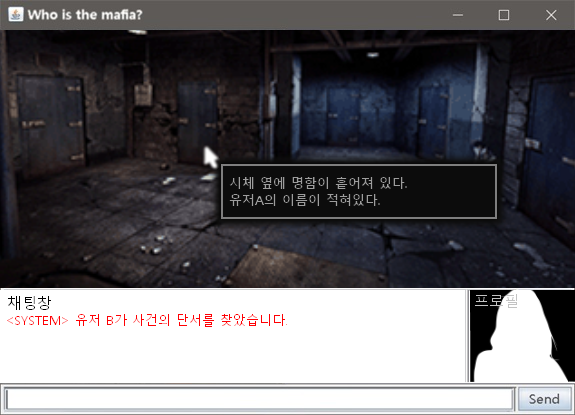 Who is the mafia?
시체 옆에 명함이 흩어져 있다.
유저A의 이름이 적혀있다.
채팅창
<SYSTEM> 유저 B가 사건의 단서를 찾았습니다.
프로필
Send